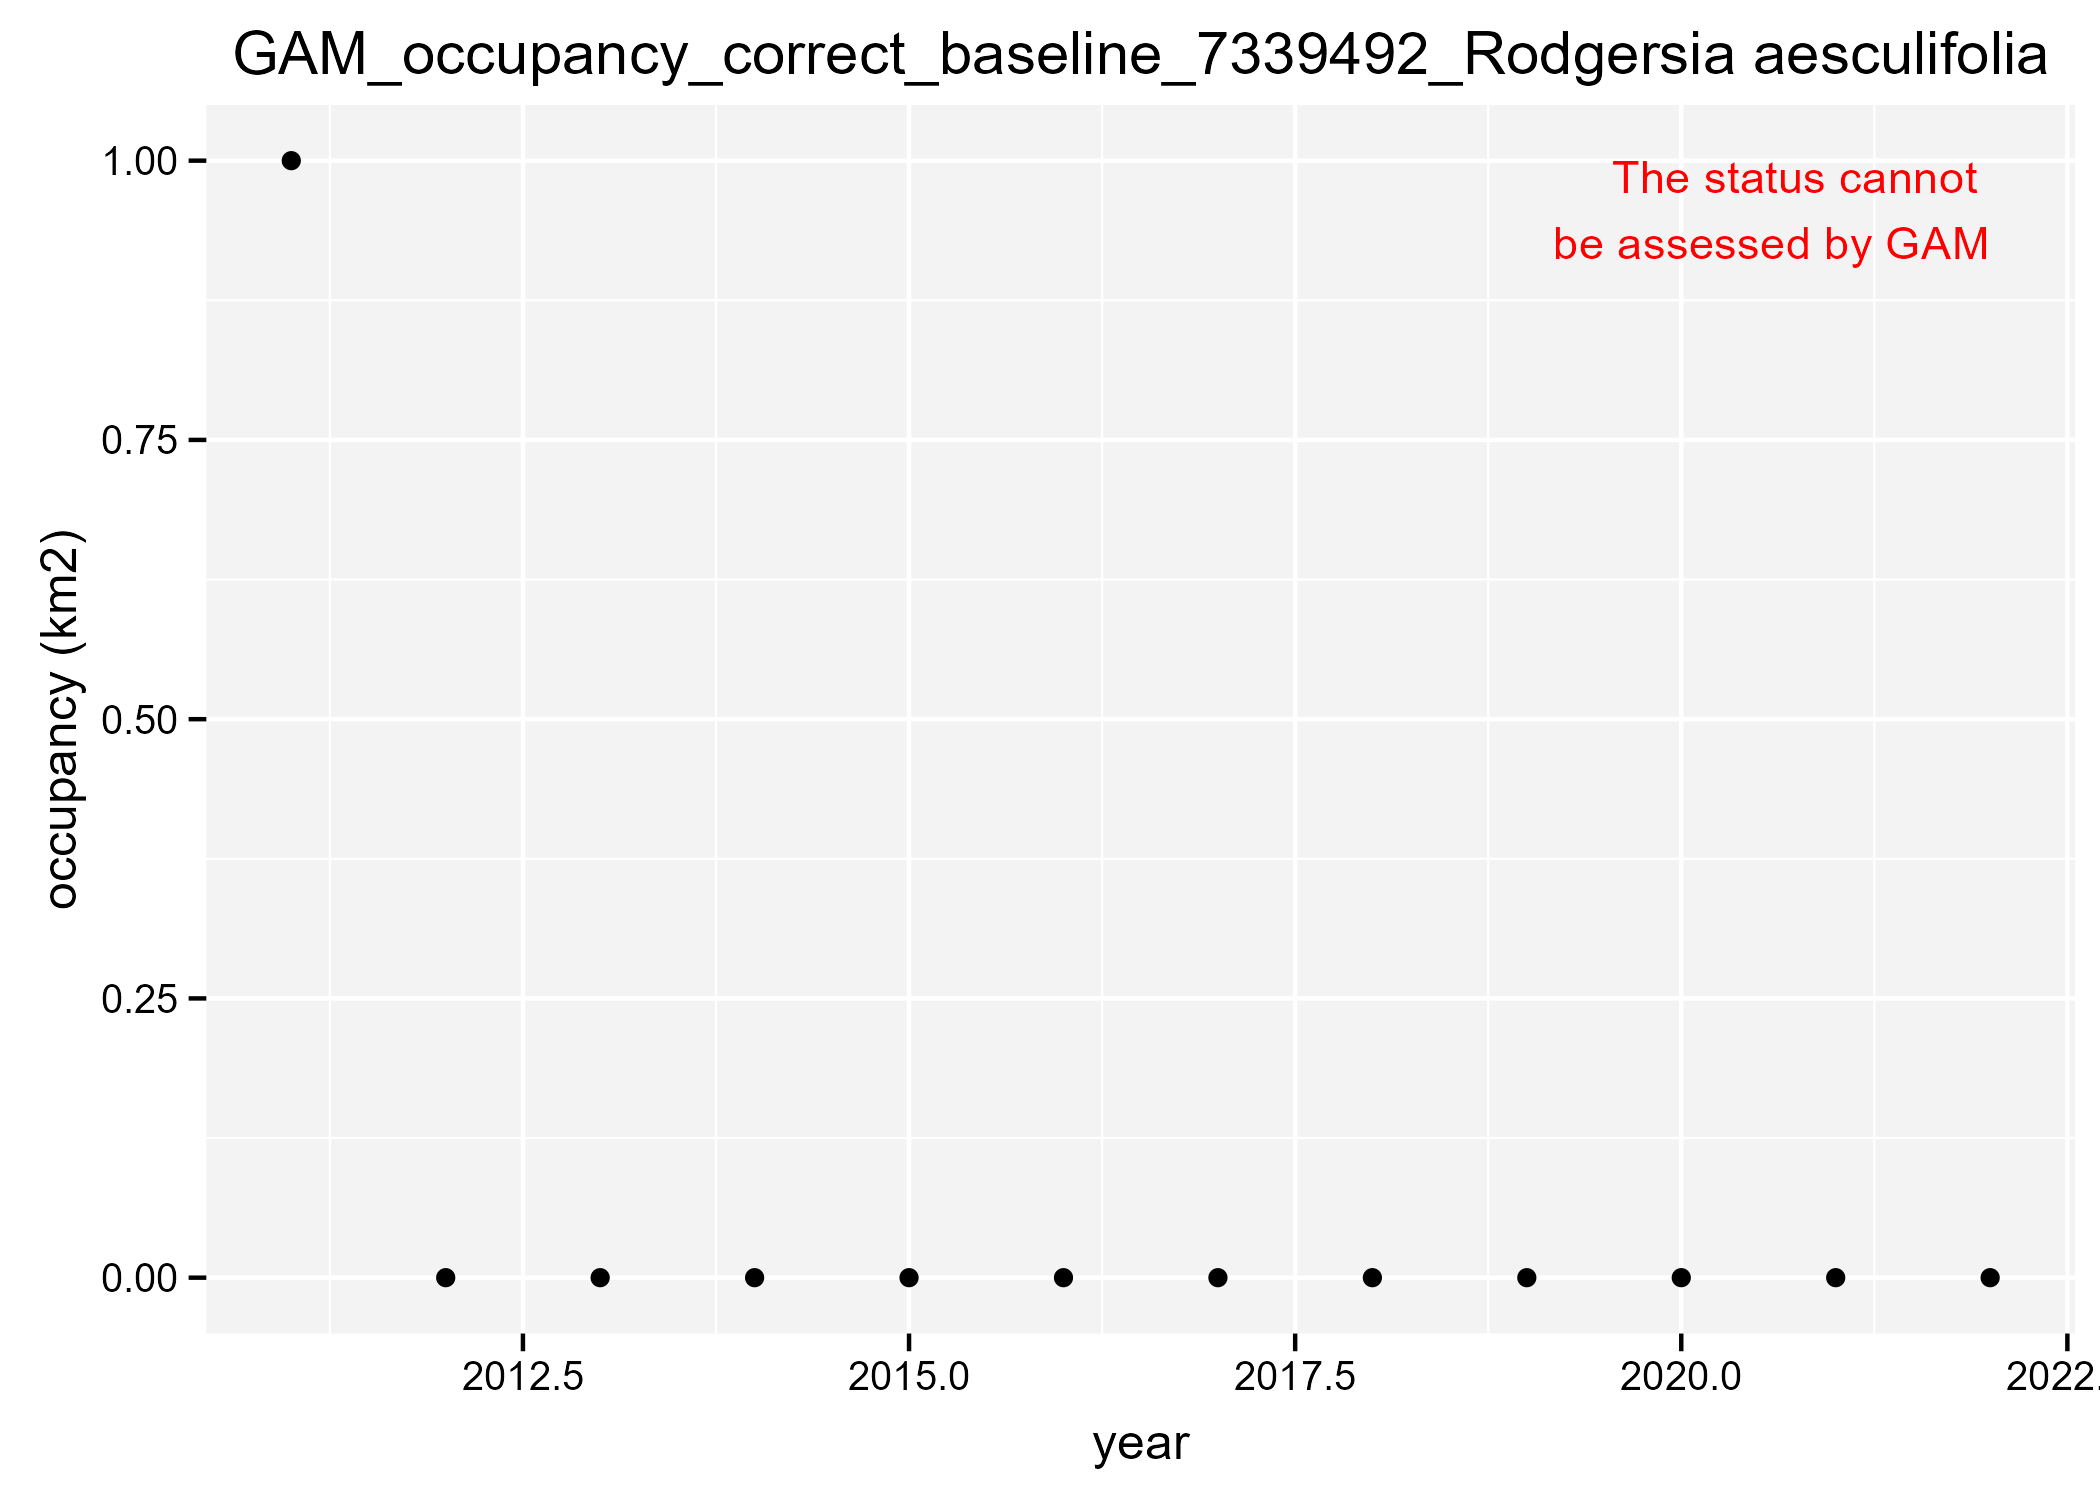 GAM_occupancy_correct_baseline_7339492_Rodgersia aesculifolia
The status cannot
be assessed by GAM
1.00
0.75
0.50
0.25
0.00
occupancy (km2)
2012.5
2015.0
2017.5
2020.0
2022.
year